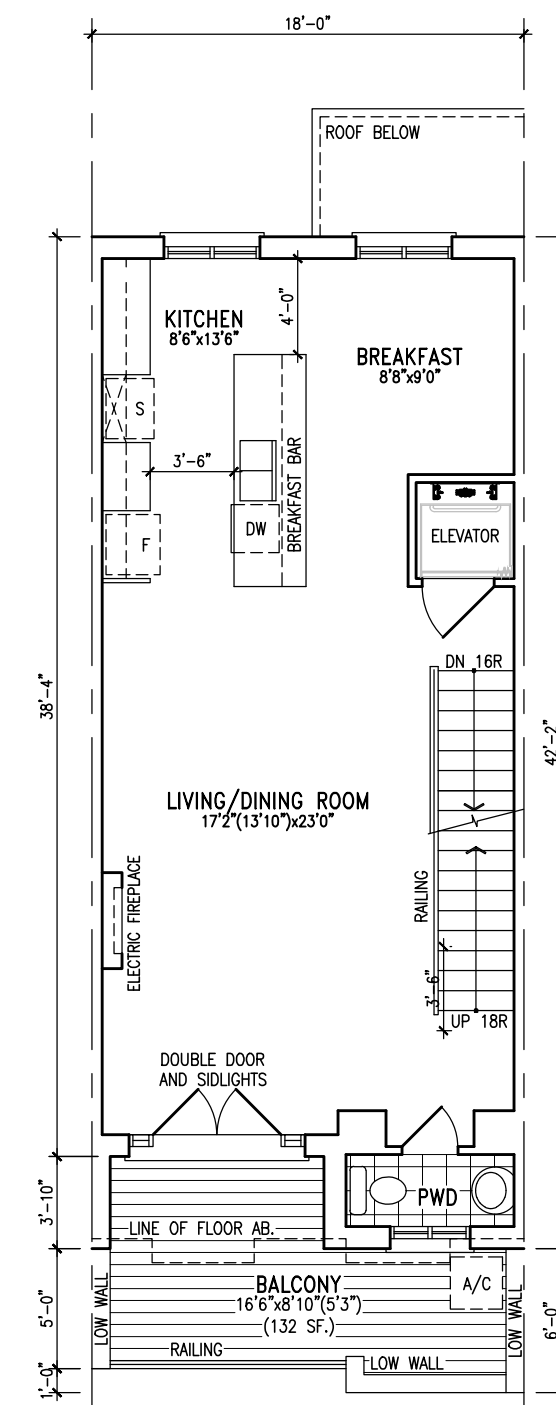 18'-0"
ROOF BELOW
KITCHEN
8'6"x13'6"
4'-0"
BREAKFAST
8'8"x9'0"
S
3'-6"
BREAKFAST BAR
DW
F
ELEVATOR
DN 16R
38'-4"
42'-2"
LIVING/DINING ROOM
17'2"(13'10")x23'0"
ELECTRIC FIREPLACE
RAILING
3'-6"
UP 18R
DOUBLE DOOR
AND SIDLIGHTS
3'-10"
PWD
LINE OF FLOOR AB.
5'-0"
LOW WALL
BALCONY
16'6"x8'10"(5'3")
(132 SF.)
A/C
LOW WALL
6'-0"
RAILING
LOW WALL
1'-0"